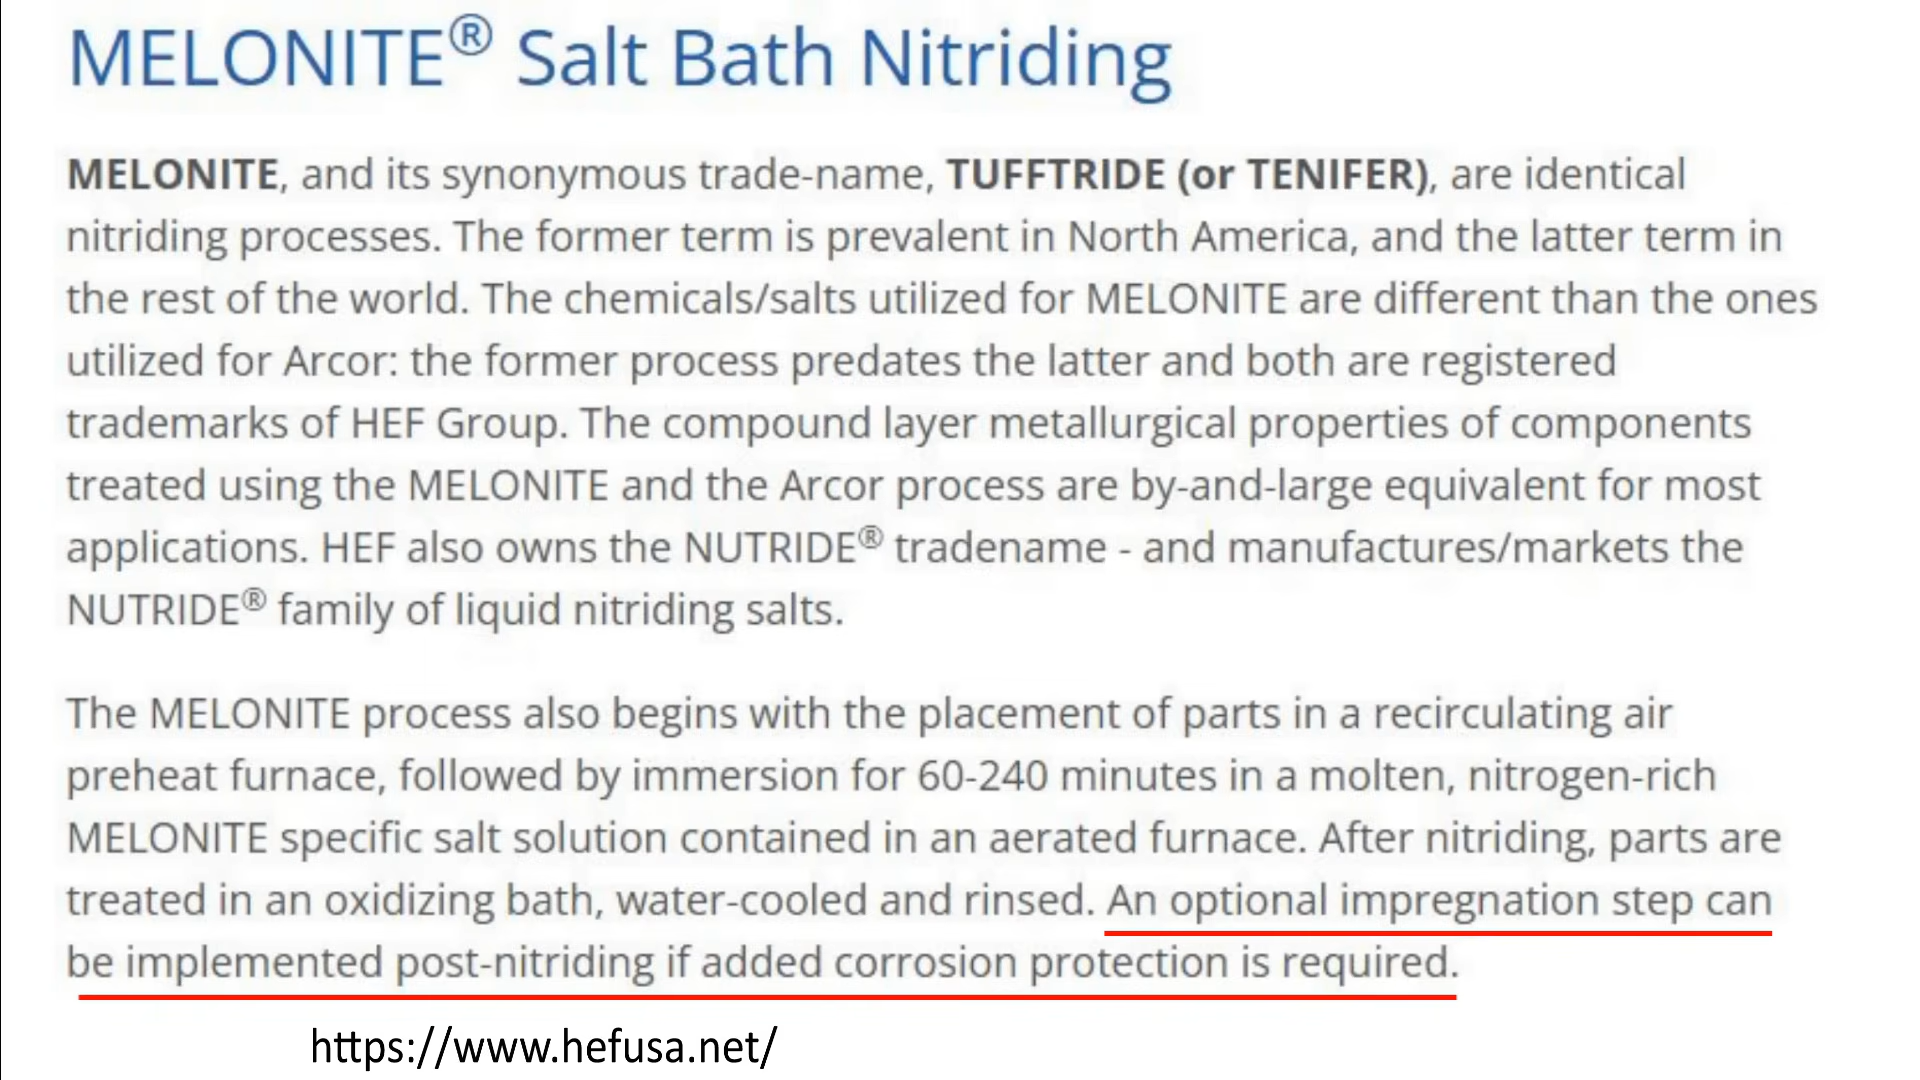 MELONITE® Salt Bath Nitriding
MELONITE, and its synonymous trade-name, TUFFTRIDE (or TENIFER), are identical
nitriding processes. The former term is prevalent in North America, and the latter term in
the rest of the world. The chemicals/salts utilized for MELONITE are different than the ones
utilized for Arcor: the former process predates the latter and both are registered
trademarks of HEF Group. The compound layer metallurgical properties of components
treated using the MELONITE and the Arcor process are by-and-large equivalent for most
applications. HEF also owns the NUTRIDE® tradename - and manufactures/markets the
NUTRIDE® family of liquid nitriding salts.
The MELONITE process also begins with the placement of parts in a recirculating air
preheat furnace, followed by immersion for 60-240 minutes in a molten, nitrogen-rich
MELONITE specific salt solution contained in an aerated furnace. After nitriding, parts are
treated in an oxidizing bath, water-cooled and rinsed. An optional impregnation step can
be implemented post-nitriding if added corrosion protection is required.
https://www.hefusa.net/